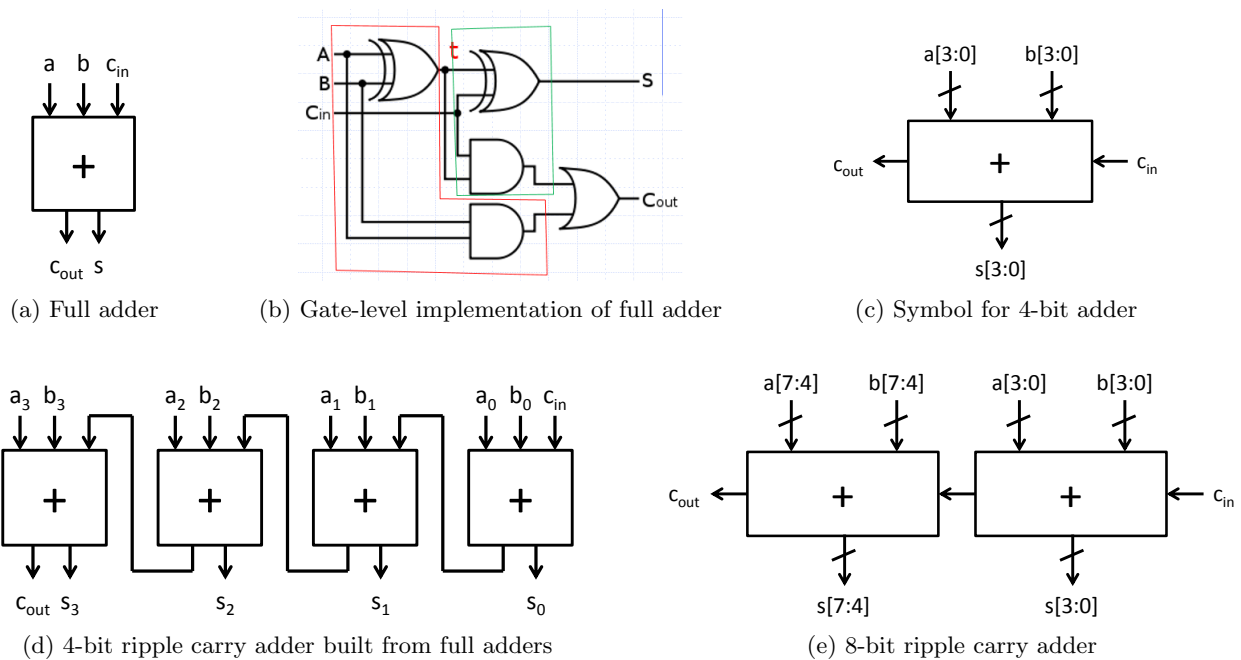 a b c_in
+
c_out s
(a) Full adder
A
B
Cin
t
S
Cout
(b) Gate-level implementation of full adder
a[3:0] b[3:0]
c_out + c_in
s[3:0]
(c) Symbol for 4-bit adder
a_3 b_3 a_2 b_2 a_1 b_1 a_0 b_0 c_in
+ + + +
c_out s_3 s_2 s_1 s_0
(d) 4-bit ripple carry adder built from full adders
a[7:4] b[7:4] a[3:0] b[3:0]
c_out + + c_in
s[7:4] s[3:0]
(e) 8-bit ripple carry adder